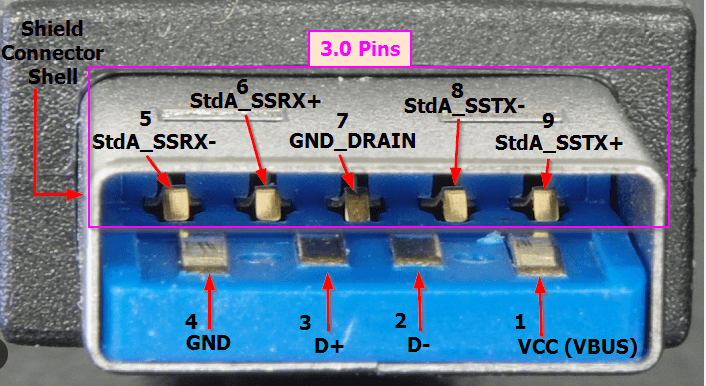 Shield
Connector
Shell
3.0 Pins
5
StdA_SSRX-
6
StdA_SSRX+
7
GND_DRAIN
8
StdA_SSTX-
9
StdA_SSTX+
4
GND
3
D+
2
D-
1
VCC (VBUS)